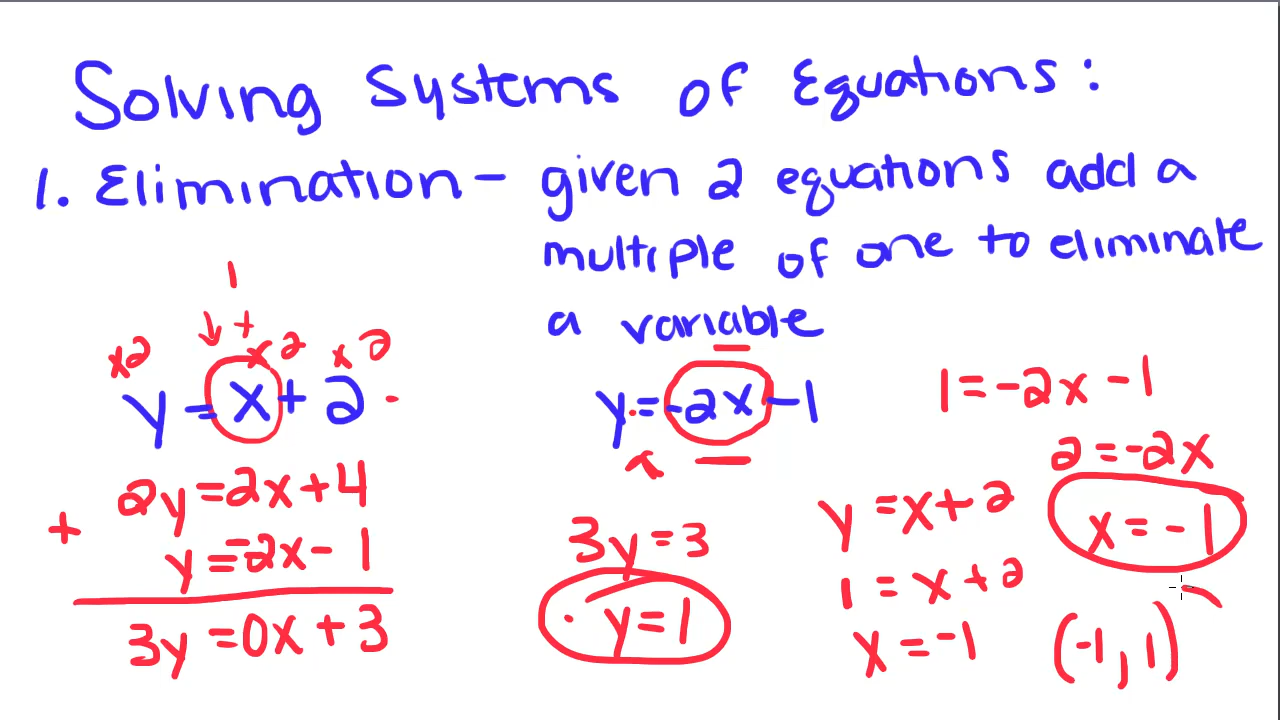 Solving Systems of Equations:
1. Elimination - given 2 equations add a
multiple of one to eliminate
a variable
1
↓ +
x2 x2 x2
y = x + 2
2y = 2x + 4
+ y = -2x - 1
3y = 0x + 3
y = -2x - 1
3y = 3
y = 1
1 = -2x - 1
2 = -2x
x = -1
y = x + 2
1 = x + 2
x = -1
(-1, 1)